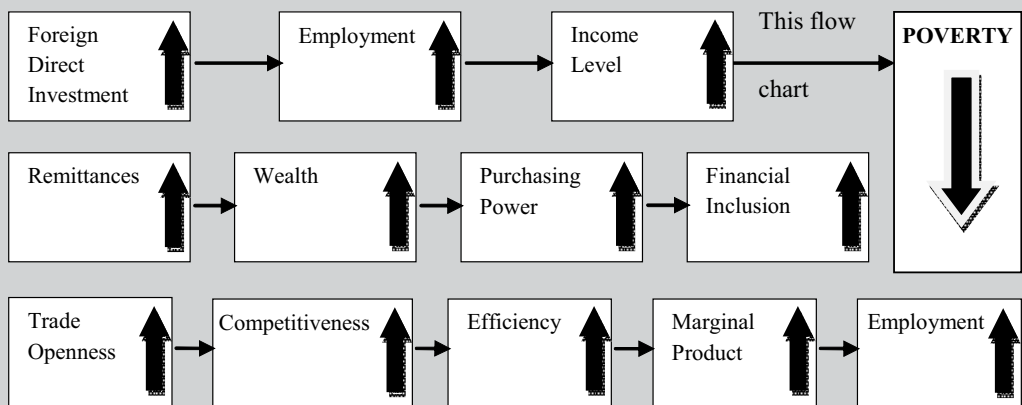 Foreign
Direct
Investment
Employment
Income
Level
This flow
chart
POVERTY
Remittances
Wealth
Purchasing
Power
Financial
Inclusion
Trade
Openness
Competitiveness
Efficiency
Marginal
Product
Employment